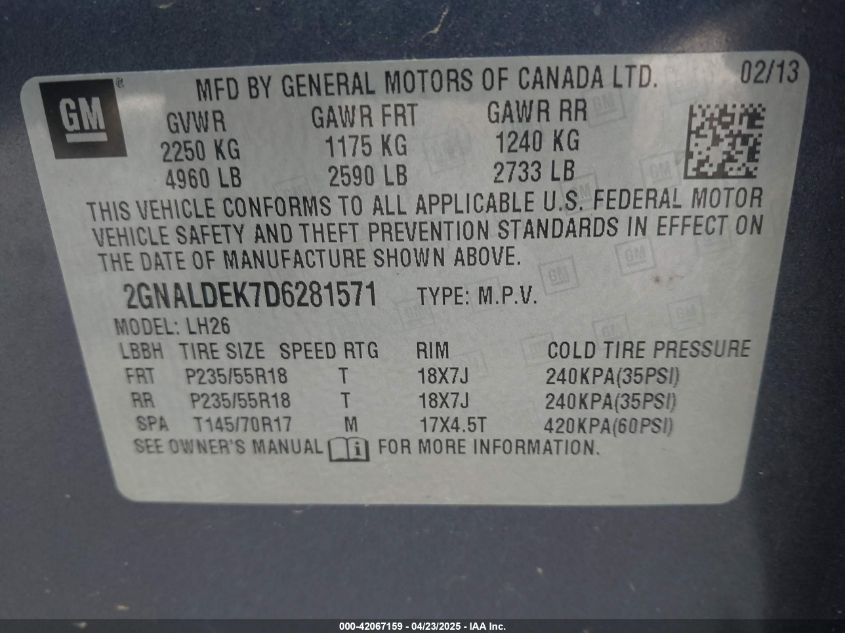 GM ® MFD BY GENERAL MOTORS OF CANADA LTD. 02/13
GVWR GAWR FRT GAWR RR
2250 KG 1175 KG 1240 KG
4960 LB 2590 LB 2733 LB
THIS VEHICLE CONFORMS TO ALL APPLICABLE U.S. FEDERAL MOTOR
VEHICLE SAFETY AND THEFT PREVENTION STANDARDS IN EFFECT ON
THE DATE OF MANUFACTURE SHOWN ABOVE.
2GNALDEK7D6281571 TYPE: M.P.V.
MODEL: LH26
LBBH TIRE SIZE SPEED RTG RIM COLD TIRE PRESSURE
FRT P235/55R18 T 18X7J 240KPA(35PSI)
RR P235/55R18 T 18X7J 240KPA(35PSI)
SPA T145/70R17 M 17X4.5T 420KPA(60PSI)
SEE OWNER'S MANUAL i FOR MORE INFORMATION.
000-42067159 - 04/23/2025 - IAA Inc.